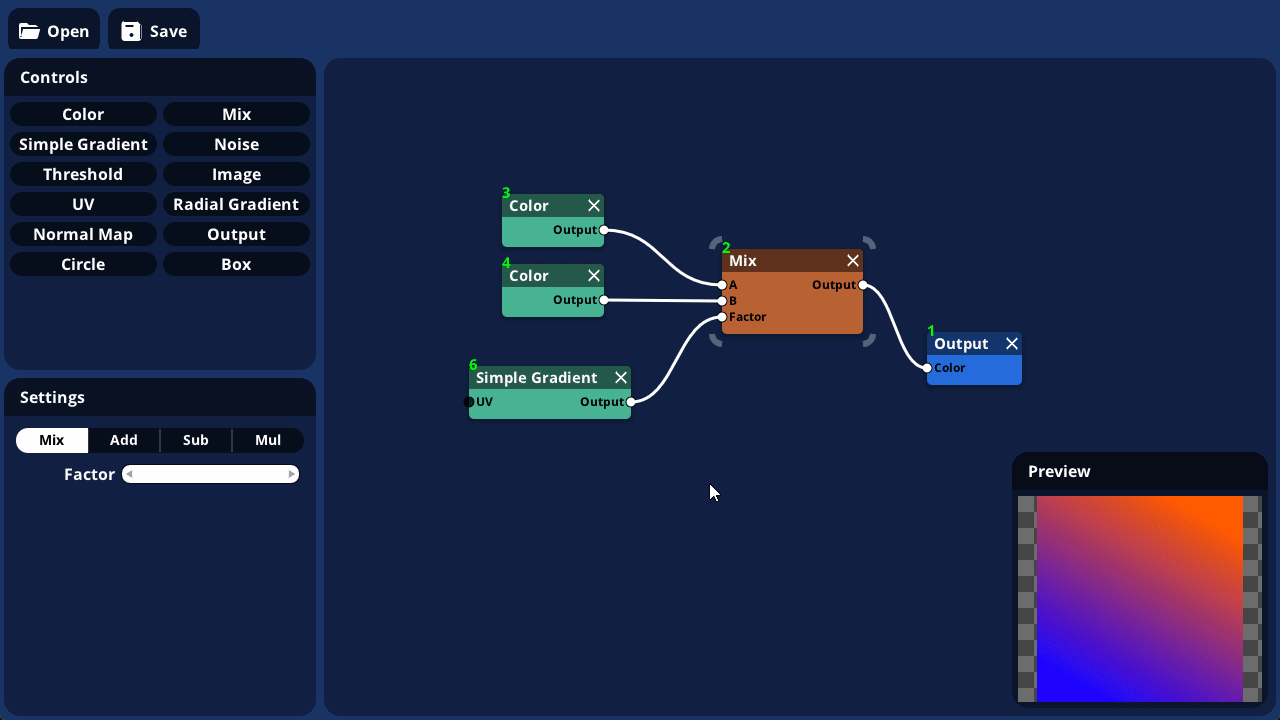 Open Save
Controls
Color Mix
Simple Gradient Noise
Threshold Image
UV Radial Gradient
Normal Map Output
Circle Box
Settings
Mix Add Sub Mul
Factor
3
Color
Output
4
Color
Output
6
Simple Gradient
UV Output
2
Mix
A Output
B
Factor
1
Output
Color
Preview